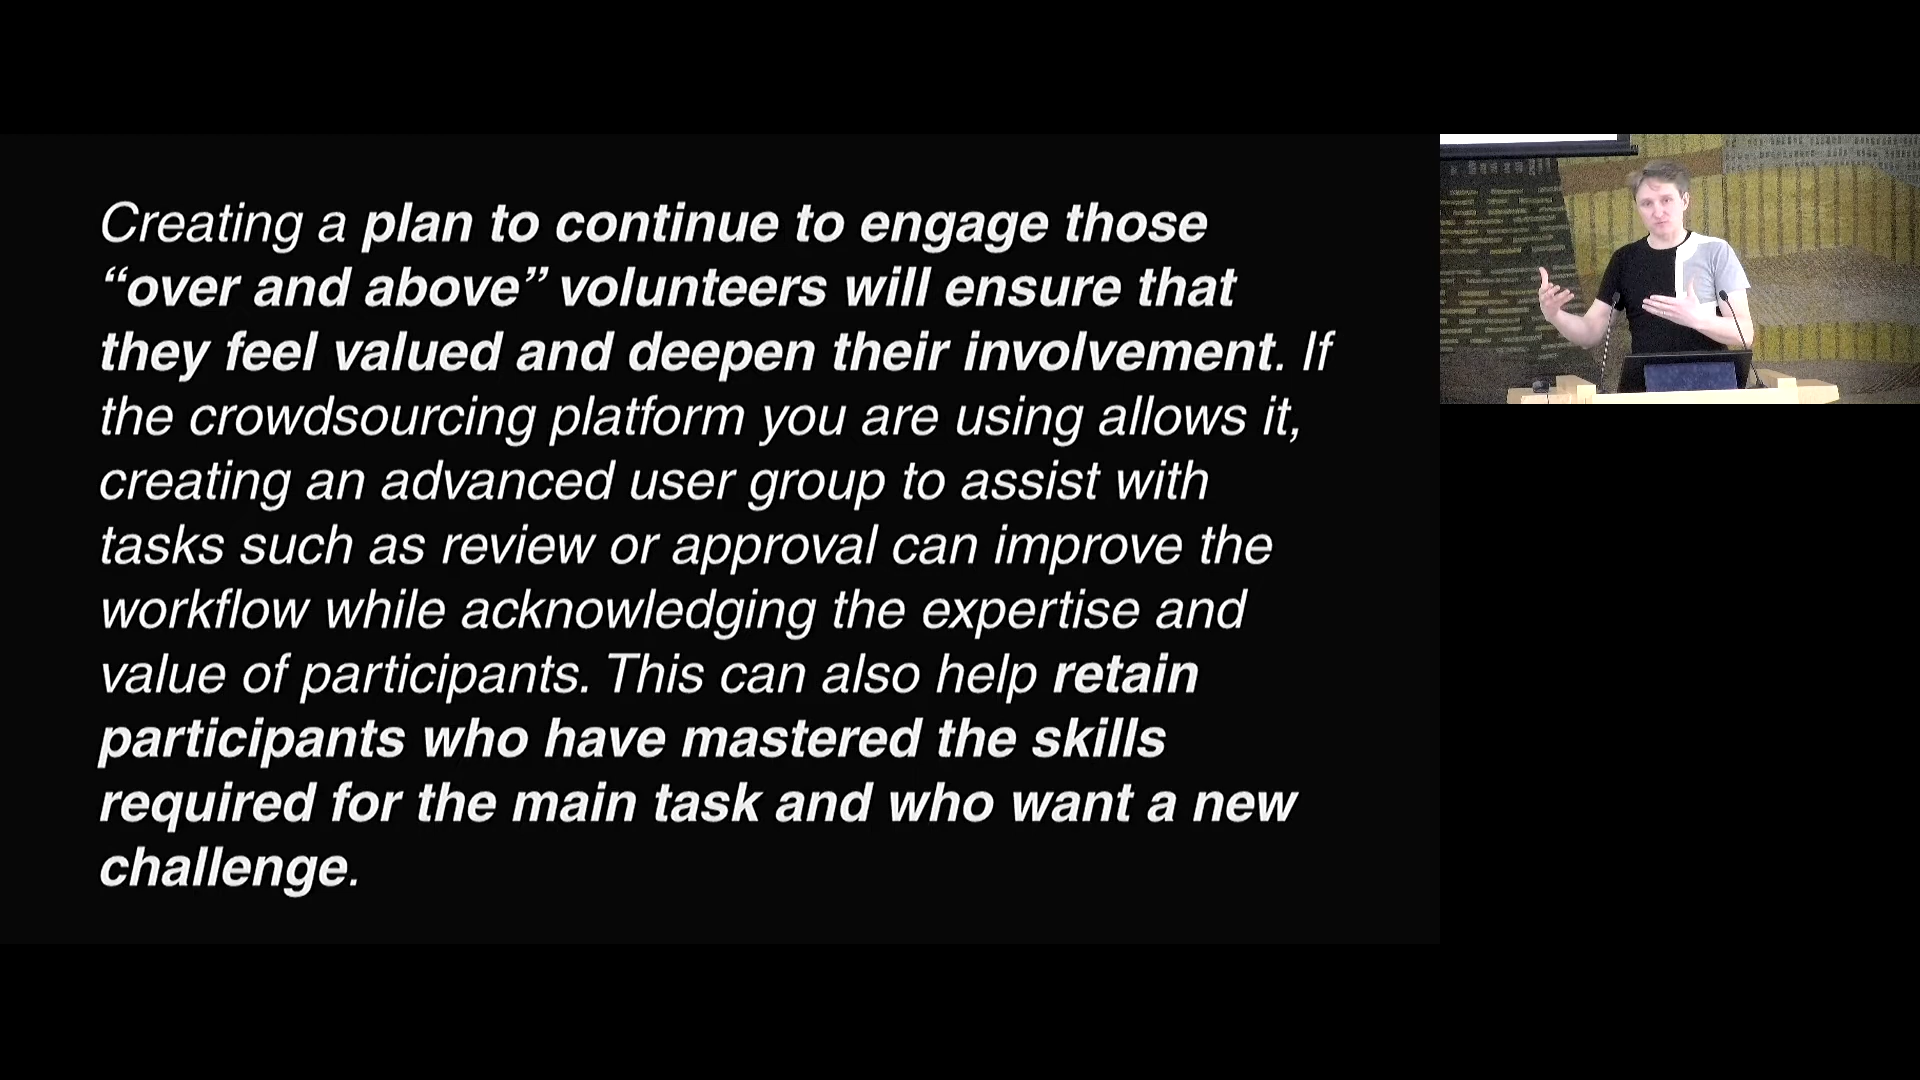 Creating a plan to continue to engage those
“over and above” volunteers will ensure that
they feel valued and deepen their involvement. If
the crowdsourcing platform you are using allows it,
creating an advanced user group to assist with
tasks such as review or approval can improve the
workflow while acknowledging the expertise and
value of participants. This can also help retain
participants who have mastered the skills
required for the main task and who want a new
challenge.